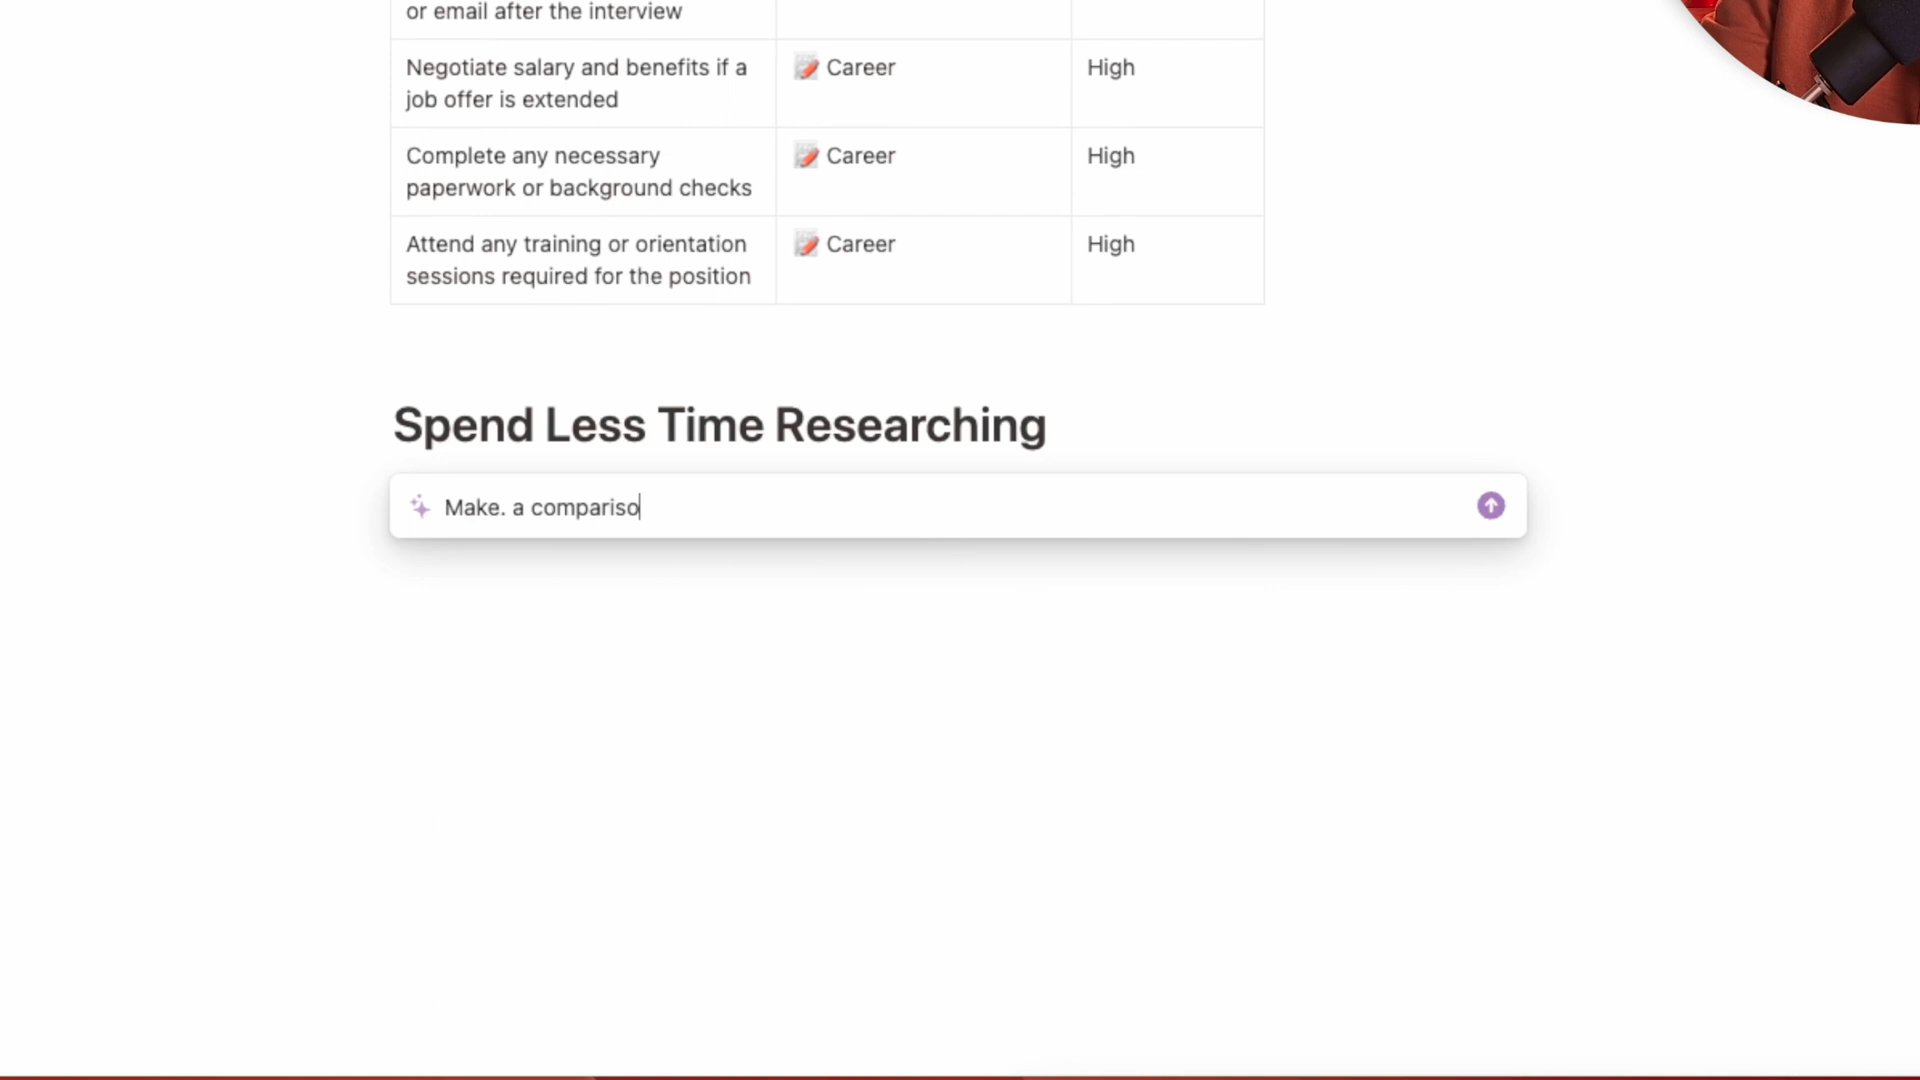 or email after the interview
Negotiate salary and benefits if a
job offer is extended
Career
High
Complete any necessary
paperwork or background checks
Career
High
Attend any training or orientation
sessions required for the position
Career
High
Spend Less Time Researching
Make. a compariso